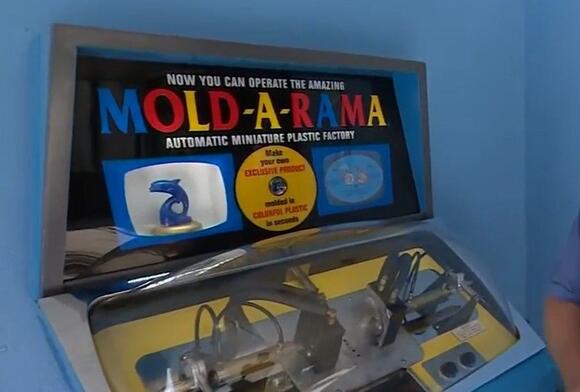 NOW YOU CAN OPERATE THE AMAZING
MOLD-A-RAMA
AUTOMATIC MINIATURE PLASTIC FACTORY
Make
your own
EXCLUSIVE PRODUCT
molded in
COLORFUL PLASTIC
in seconds